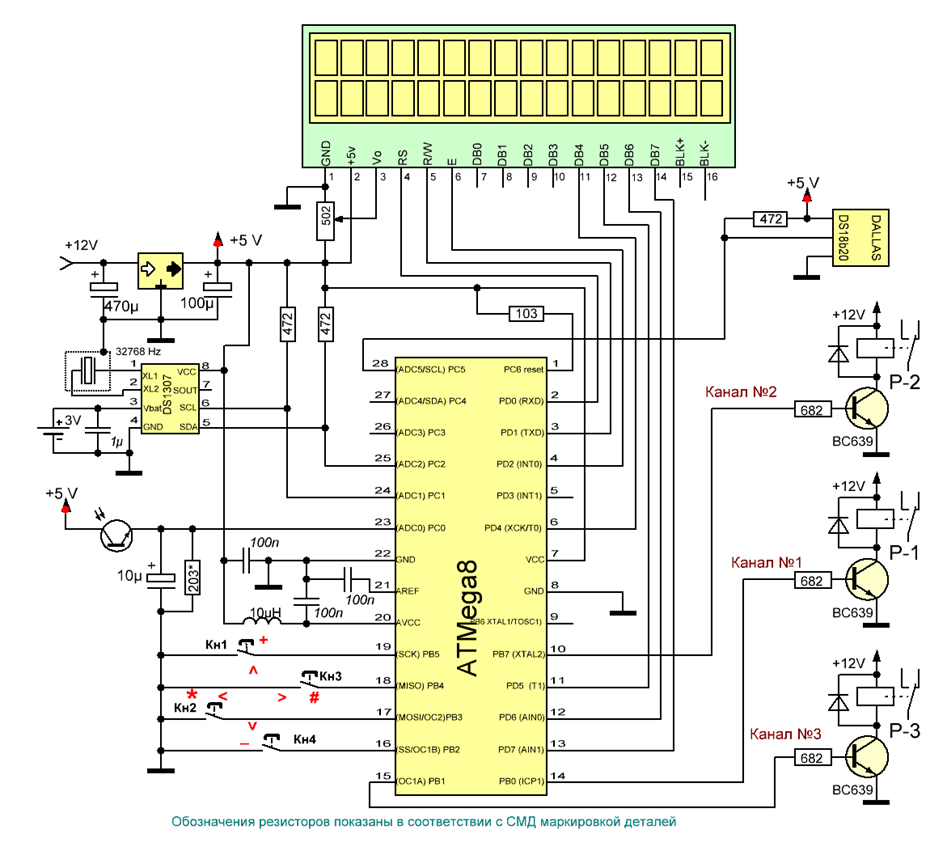 GND +5v Vo RS R/W E DB0 DB1 DB2 DB3 DB4 DB5 DB6 DB7 BLK+ BLK-
1 2 3 4 5 6 7 8 9 10 11 12 13 14 15 16
+5 V
472
DALLAS
DS18b20
502
+12V
+5 V
+
470µ
+
100µ
472
472
103
32768 Hz
1 XL1
2 XL2
3 Vbat
4 GND
DS1307
VCC 8
SOUT 7
SCL 6
SDA 5
+
3V
1µ
+12V
P-2
Канал №2
682
BC639
+12V
P-1
Канал №1
682
BC639
+12V
P-3
Канал №3
682
BC639
ATMega8
28 (ADC5/SCL) PC5
27 (ADC4/SDA) PC4
26 (ADC3) PC3
25 (ADC2) PC2
24 (ADC1) PC1
23 (ADC0) PC0
22 GND
21 AREF
20 AVCC
19 (SCK) PB5
18 (MISO) PB4
17 (MOSI/OC2)PB3
16 (SS/OC1B) PB2
15 (OC1A) PB1
PC6 reset 1
PD0 (RXD) 2
PD1 (TXD) 3
PD2 (INT0) 4
PD3 (INT1) 5
PD4 (XCK/T0) 6
VCC 7
GND 8
PB6 XTAL1/TOSC1) 9
PB7 (XTAL2) 10
PD5 (T1) 11
PD6 (AIN0) 12
PD7 (AIN1) 13
PB0 (ICP1) 14
+5 V
+
10µ
203*
100n
100n
100n
10µH
Кн1 +
^
Кн3
* < > #
Кн2
v
– Кн4
Обозначения резисторов показаны в соответствии с СМД маркировкой деталей